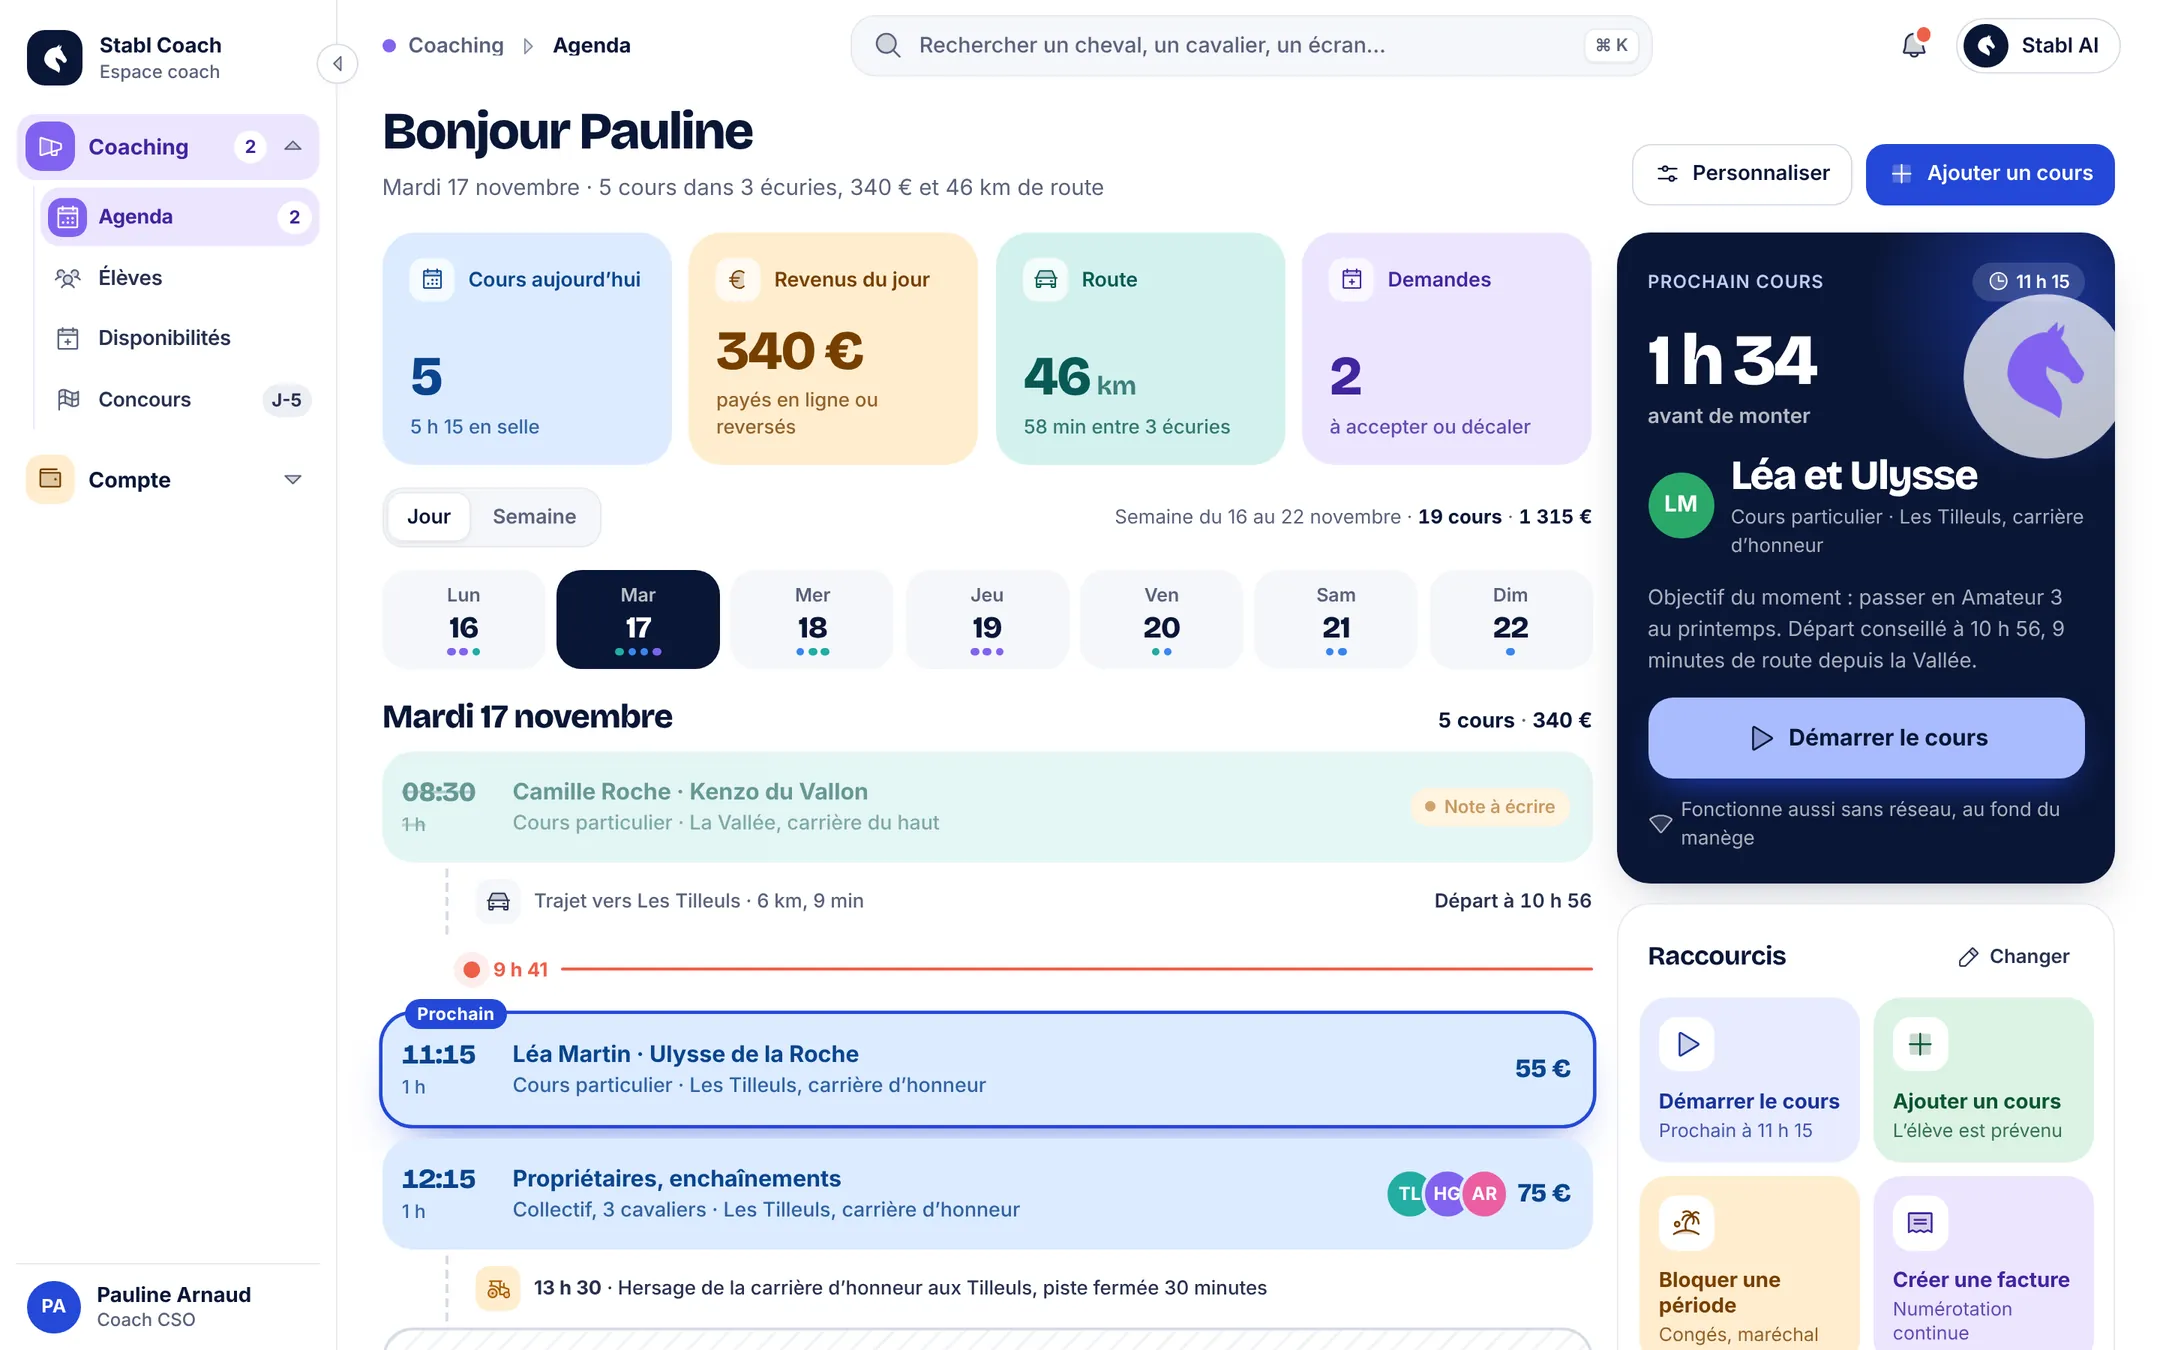 Stabl Coach
Espace coach
Coaching
2
Agenda
2
Élèves
Disponibilités
Concours
J-5
Compte
Pauline Arnaud
Coach CSO
PA
Coaching
Agenda
Rechercher un cheval, un cavalier, un écran...
⌘ K
Stabl AI
Bonjour Pauline
Mardi 17 novembre · 5 cours dans 3 écuries, 340 € et 46 km de route
Personnaliser
Ajouter un cours
Cours aujourd’hui
5
5 h 15 en selle
€
Revenus du jour
340 €
payés en ligne ou
reversés
Route
46 km
58 min entre 3 écuries
Demandes
2
à accepter ou décaler
Jour
Semaine
Semaine du 16 au 22 novembre · 19 cours · 1 315 €
Lun
16
Mar
17
Mer
18
Jeu
19
Ven
20
Sam
21
Dim
22
Mardi 17 novembre
5 cours · 340 €
08:30
1 h
Camille Roche · Kenzo du Vallon
Cours particulier · La Vallée, carrière du haut
Note à écrire
Trajet vers Les Tilleuls · 6 km, 9 min
Départ à 10 h 56
9 h 41
Prochain
11:15
1 h
Léa Martin · Ulysse de la Roche
Cours particulier · Les Tilleuls, carrière d’honneur
55 €
12:15
1 h
Propriétaires, enchaînements
Collectif, 3 cavaliers · Les Tilleuls, carrière d’honneur
TL
HG
AR
75 €
13 h 30 · Hersage de la carrière d’honneur aux Tilleuls, piste fermée 30 minutes
PROCHAIN COURS
11 h 15
1 h 34
avant de monter
LM
Léa et Ulysse
Cours particulier · Les Tilleuls, carrière
d’honneur
Objectif du moment : passer en Amateur 3
au printemps. Départ conseillé à 10 h 56, 9
minutes de route depuis la Vallée.
Démarrer le cours
Fonctionne aussi sans réseau, au fond du
manège
Raccourcis
Changer
Démarrer le cours
Prochain à 11 h 15
Ajouter un cours
L’élève est prévenu
Bloquer une
période
Congés, maréchal
Créer une facture
Numérotation
continue